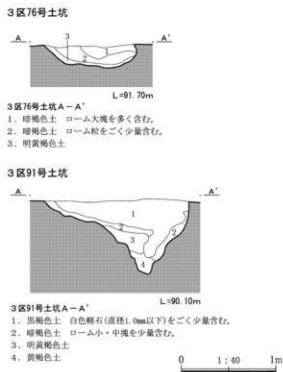 3区76号土坑
A A’
3
1
2
L=91.70m
3区76号土坑A－A’
1. 暗褐色土 ローム大塊を多く含む。
2. 暗褐色土 ローム粒をごく少量含む。
3. 明黄褐色土
3区91号土坑
A A’
1
2 2
3
4
L=90.10m
3区91号土坑A－A’
1. 黒褐色土 白色軽石(直径1.0mm以下)をごく少量含む。
2. 暗褐色土 ローム小・中塊を少量含む。
3. 明黄褐色土
4. 黄褐色土
0 1：40 1m